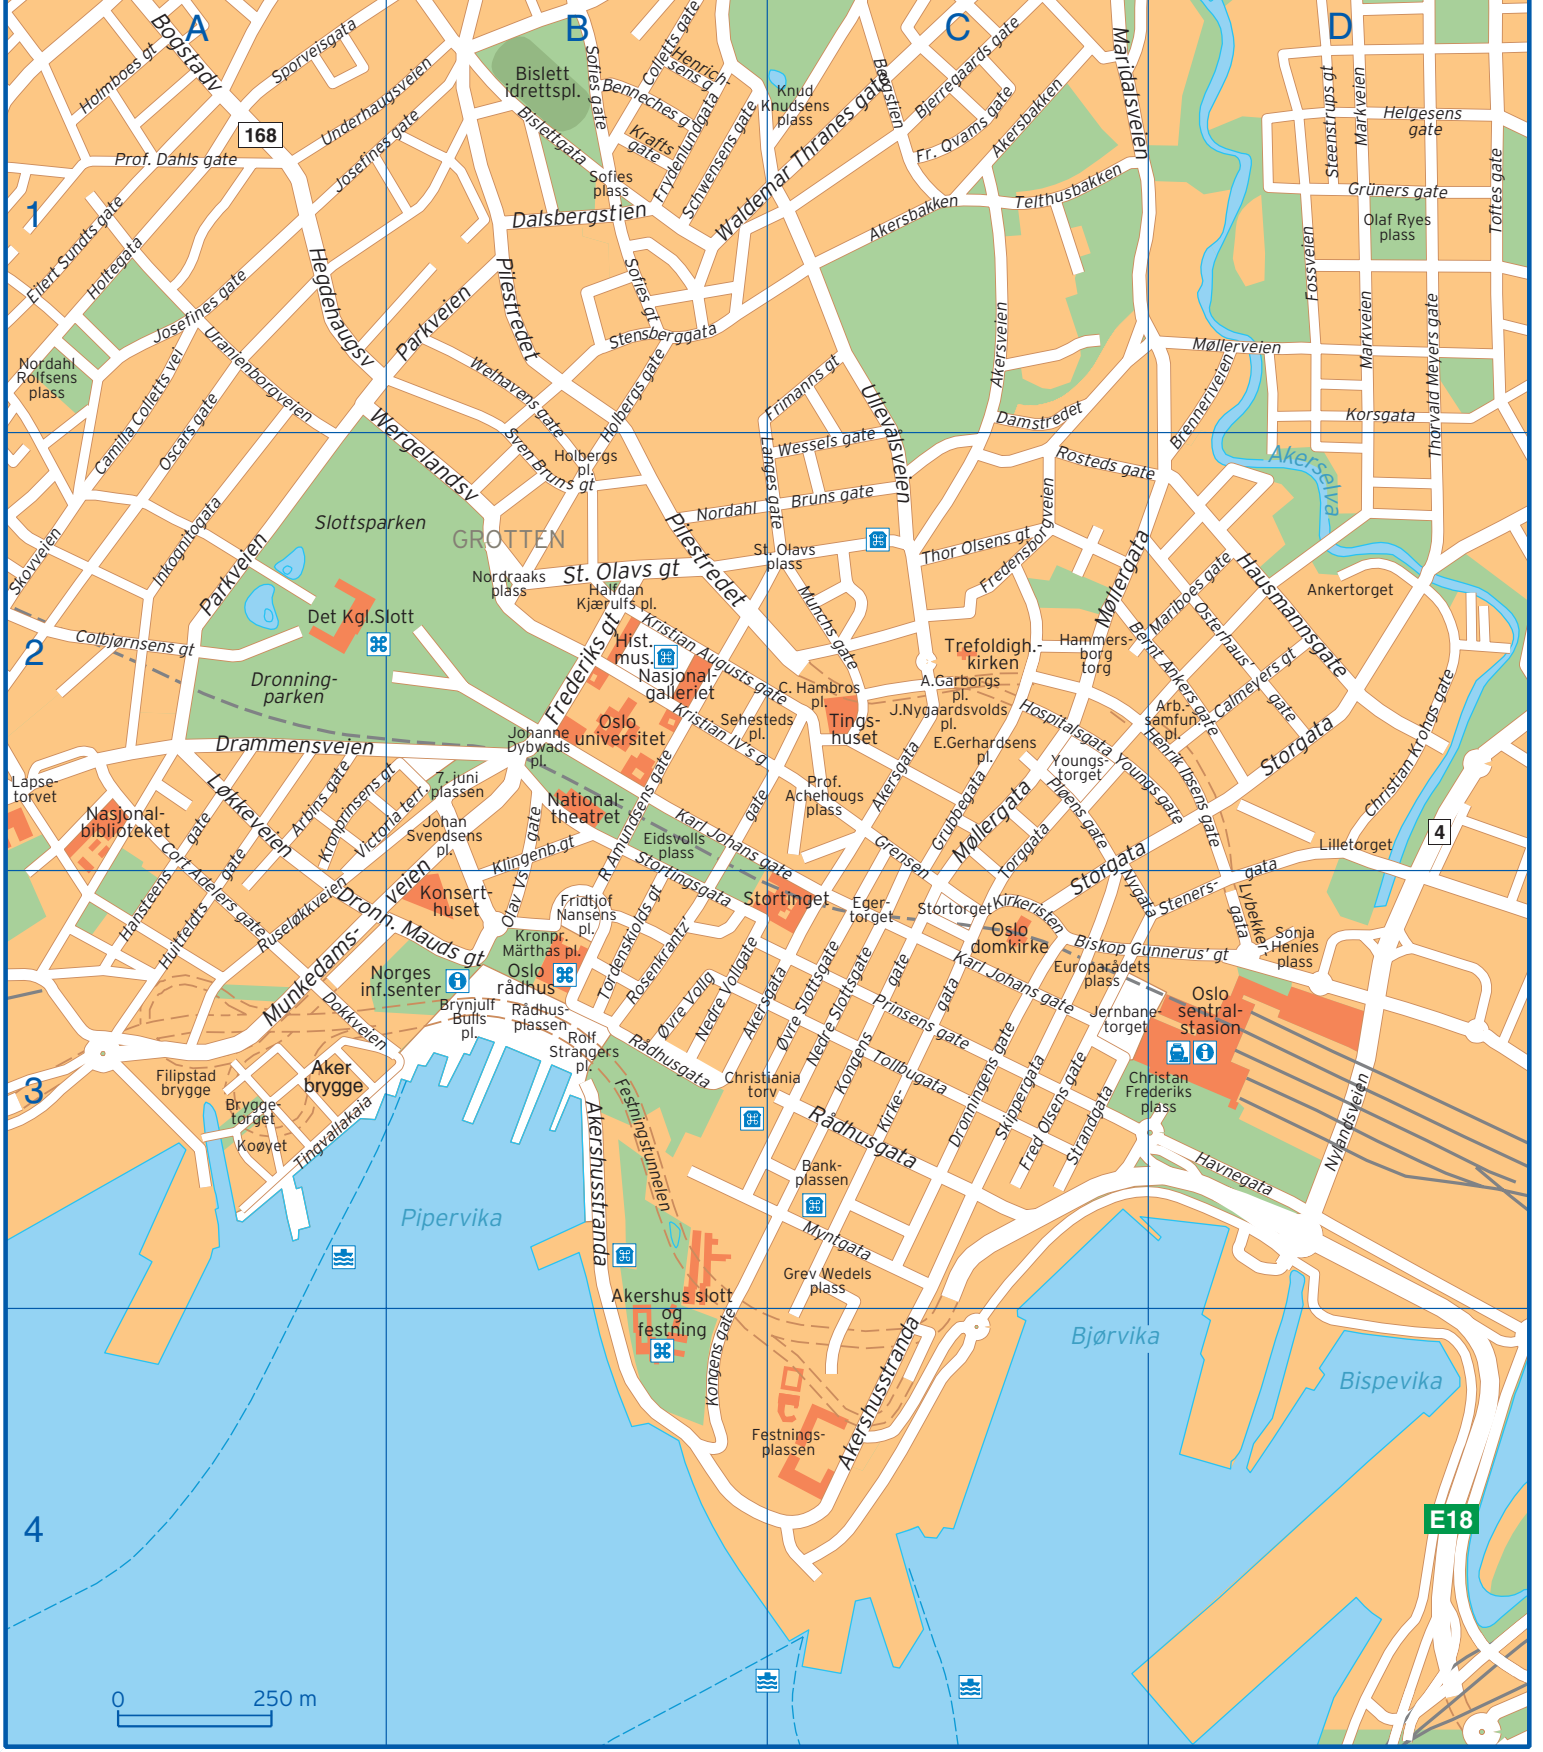 A
B
C
D
1
2
3
4
Bogstadv
Holmboes gt
Sporveisgata
Underhaugsveien
Josefines gate
168
Prof. Dahls gate
Eilert Sundts gate
Holtegata
Josefines gate
Hegdehaugsv
Parkveien
Pilestredet
Dalsbergstien
Bislett
idrettspl.
Bislettgata
Sofies gate
Colletts gate
Henrich-
sens g
Benneches g
Krafts
gate
Frydenlundgata
Schwensens gate
Sofies
plass
Sofies gt
Stensberggata
Knud
Knudsens
plass
Waldemar Thranes gate
Bergstien
Bjerregaards gate
Fr. Qvams gate
Akersbakken
Akersbakken
Telthusbakken
Maridalsveien
Steenstrups gt
Markveien
Helgesens
gate
Grüners gate
Toftes gate
Olaf Ryes
plass
Fossveien
Markveien
Thorvald Meyers gate
Møllerveien
Korsgata
Brenneriveien
Akersveien
Damstredet
Nordahl
Rolfsens
plass
Uranienborgveien
Camilla Colletts vei
Oscars gate
Welhavens gate
Holbergs gate
Sven Bruns gt
Holbergs
pl.
Frimanns gt
Ullevålsveien
Wessels gate
Langes gate
Nordahl
Bruns gate
Rosteds gate
Akerselva
Wergelandsv
Slottsparken
GROTTEN
Inkognitogata
Skovveien
Parkveien
Nordraaks
plass
St. Olavs gt
Pilestredet
St. Olavs
plass
Thor Olsens gt
Fredensborgveien
Møllergata
Mariboes gate
Hausmannsgate
Ankertorget
Halfdan
Kjærulfs pl.
Det Kgl.Slott
Colbjørnsens gt
Dronning-
parken
Frederiks gt
Hist.
mus.
Kristian Augusts gate
Nasjonal-
galleriet
Munchs gate
C. Hambros
pl.
Tings-
huset
Trefoldigh.-
kirken
Hammers-
borg
torg
A.Garborgs
pl.
J.Nygaardsvolds
pl.
E.Gerhardsens
pl.
Bernt Ankers gate
Osterhaus'
gate
Calmeyers gt
Arb.-
samfun.
pl.
Hospitalsgata
Youngs-
torget
Youngs gate
Henrik Ibsens gate
Pløens gate
Storgata
Christian Krohgs gate
Drammensveien
Johanne
Dybwads
pl.
Oslo
universitet
Kristian IV's g
gate
Sehesteds
pl.
Prof.
Achehougs
plass
Akersgata
Grubbegata
Møllergata
Torggata
Lapse-
torvet
Nasjonal-
biblioteket
Løkkeveien
Arbins gate
Kronprinsens gt
Victoria terr.
7. juni
plassen
Johan
Svendsens
pl.
National-
theatret
R Amundsens gate
Eidsvolls
plass
Karl Johans gate
Stortingsgata
Klingenb.gt
Olav Vs
gate
Grensen
Storgata
Nygata
Lilletorget
4
Steners-
gata
Lybekker-
gata
Hansteens
gate
Cort Adelers gate
Huitfeldts
gate
Ruseløkkveien
Dronn. Mauds gt
Konsert-
huset
Munkedams-
veien
Fridtjof
Nansens
pl.
Kronpr.
Märthas pl.
Oslo
rådhus
Norges
inf.senter
Tordenskiolds gt
Rosenkrantz'
Stortinget
Eger-
torget
Stortorget
Kirkeristen
Oslo
domkirke
Biskop Gunnerus' gt
Sonja
Henies
plass
Europarådets
plass
Jernbane-
torget
Oslo
sentral-
stasion
Karl Johans gate
Øvre Vollg
Nedre Vollgate
Akersgata
Øvre Slottsgate
Nedre Slottsgate
Kongens
gate
Kirke-
gata
Prinsens gate
Tollbugata
Dronningens gate
Skippergata
Fred Olsens gate
Strandgata
Brynjulf
Bulls
pl.
Rådhus-
plassen
Rolf
Strangers
pl.
Rådhusgata
Dokkveien
Filipstad
brygge
Aker
brygge
Brygge-
torget
Koøyet
Tingvallakaia
Christiania
torv
Rådhusgata
Christan
Frederiks
plass
Havnegata
Nylandsveien
Festningstunnelen
Akershusstranda
Bank-
plassen
Myntgata
Grev Wedels
plass
Pipervika
Akershus slott
og
festning
Kongens gate
Festnings-
plassen
Akershusstranda
Bjørvika
Bispevika
E18
0
250 m